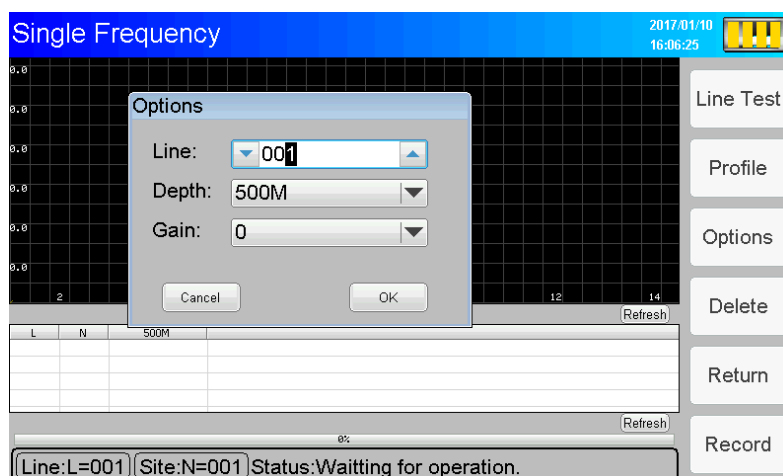 Single Frequency
2017/01/10
16:06:25
0.0
0.0
0.0
0.0
0.0
0.0
2
12
14
Options
Line:
001
Depth:
500M
Gain:
0
Cancel
OK
Refresh
L N 500M
Refresh
0%
Line:L=001 Site:N=001 Status:Waitting for operation.
Line Test
Profile
Options
Delete
Return
Record